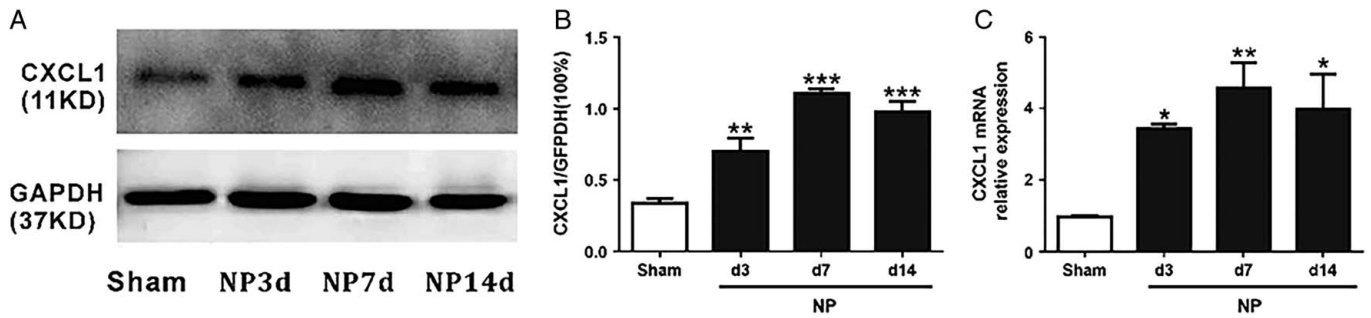 A
CXCL1
(11KD)
GAPDH
(37KD)
Sham NP3d NP7d NP14d
B
CXCL1/GFPDH(100%)
1.5
1.0
0.5
0.0
**
***
***
Sham d3 d7 d14
NP
C
CXCL1 mRNA
relative expression
6
4
2
0
*
**
*
Sham d3 d7 d14
NP